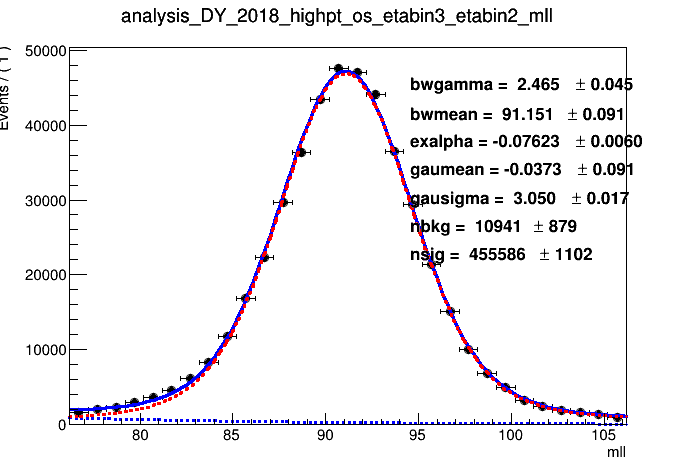 analysis_DY_2018_highpt_os_etabin3_etabin2_mll
Events / ( 1 )
50000
40000
30000
20000
10000
0
bwgamma = 2.465 ± 0.045
bwmean = 91.151 ± 0.091
exalpha = -0.07623 ± 0.0060
gaumean = -0.0373 ± 0.091
gausigma = 3.050 ± 0.017
nbkg = 10941 ± 879
nsig = 455586 ± 1102
80 85 90 95 100 105
mll